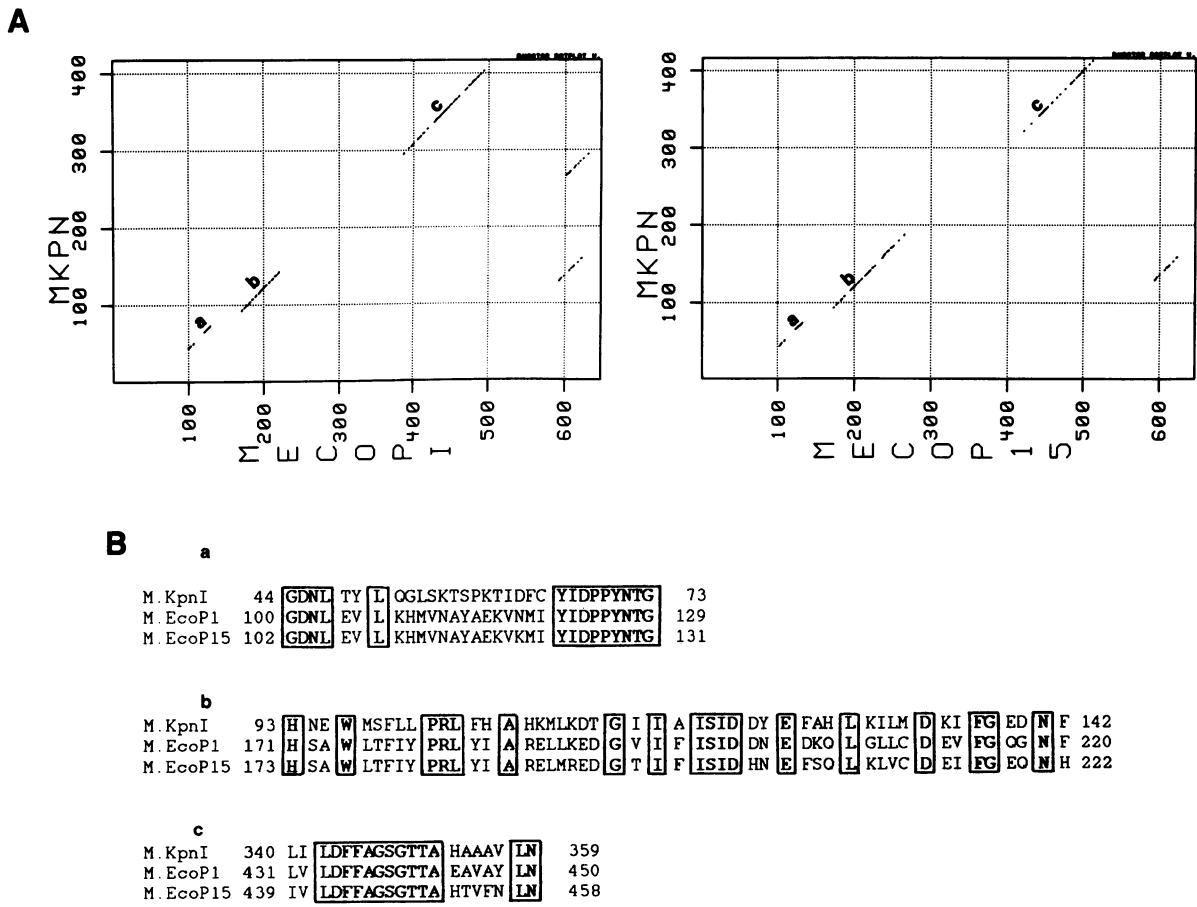 A
400
300
200
100
MKPN
a
b
c
100
200
300
400
500
600
MECOPI
400
300
200
100
MKPN
a
b
c
100
200
300
400
500
600
MECOP15
B
a
M.KpnI 44 GDNL TY L QGLSKTSPKTIDFC YIDPPYNTG 73
M.EcoP1 100 GDNL EV L KHMVNAYAEKVNMI YIDPPYNTG 129
M.EcoP15 102 GDNL EV L KHMVNAYAEKVKMI YIDPPYNTG 131
b
M.KpnI 93 H NE W MSFLL PRL FH A HKMLKDT G I I A ISID DY E FAH L KILM D KI FG ED N F 142
M.EcoP1 171 H SA W LTFIY PRL YI A RELLKED G V I F ISID DN E DKQ L GLLC D EV FG QG N F 220
M.EcoP15 173 H SA W LTFIY PRL YI A RELMRED G T I F ISID HN E FSQ L KLVC D EI FG EQ N H 222
c
M.KpnI 340 LI LDFFAGSGTTA HAAAV LN 359
M.EcoP1 431 LV LDFFAGSGTTA EAVAY LN 450
M.EcoP15 439 IV LDFFAGSGTTA HTVFN LN 458